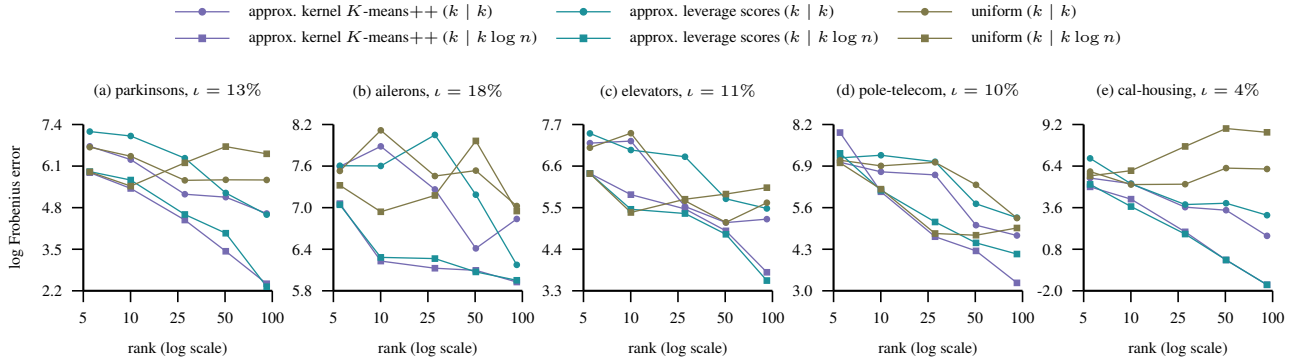 approx. kernel K-means++ (k | k) approx. leverage scores (k | k) uniform (k | k)
approx. kernel K-means++ (k | k log n) approx. leverage scores (k | k log n) uniform (k | k log n)
(a) parkinsons, ι = 13% (b) ailerons, ι = 18% (c) elevators, ι = 11% (d) pole-telecom, ι = 10% (e) cal-housing, ι = 4%
log Frobenius error
7.4 8.2 7.7 8.2 9.2
6.1 7.6 6.6 6.9 6.4
4.8 7.0 5.5 5.6 3.6
3.5 6.4 4.3 4.3 0.8
2.2 5.8 3.3 3.0 -2.0
5 10 25 50 100 5 10 25 50 100 5 10 25 50 100 5 10 25 50 100 5 10 25 50 100
rank (log scale) rank (log scale) rank (log scale) rank (log scale) rank (log scale)